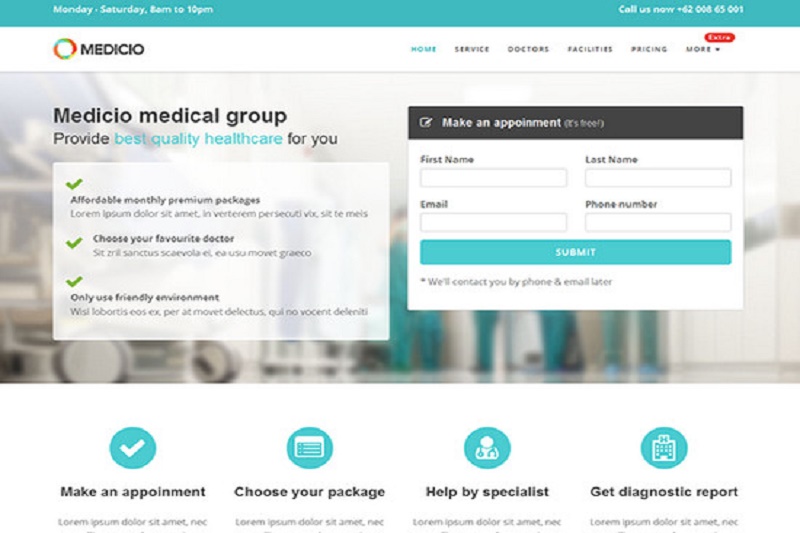 Monday - Saturday, 8am to 10pm
Call us now +62 008 65 001
MEDICIO
HOME SERVICE DOCTORS FACILITIES PRICING MORE Extra
Medicio medical group
Provide best quality healthcare for you
Affordable monthly premium packages
Lorem ipsum dolor sit amet, in verterem persecuti vix, sit te meis
Choose your favourite doctor
Sit zril sanctus scaevola ei, ea usu movet graeco
Only use friendly environment
Wisi lobortis eos ex, per at movet delectus, qui no vocent deleniti
Make an appoinment (It's free!)
First Name Last Name
Email Phone number
SUBMIT
* We'll contact you by phone & email later
Make an appoinment
Lorem ipsum dolor sit amet, nec
Choose your package
Lorem ipsum dolor sit amet, nec
Help by specialist
Lorem ipsum dolor sit amet, nec
Get diagnostic report
Lorem ipsum dolor sit amet, nec